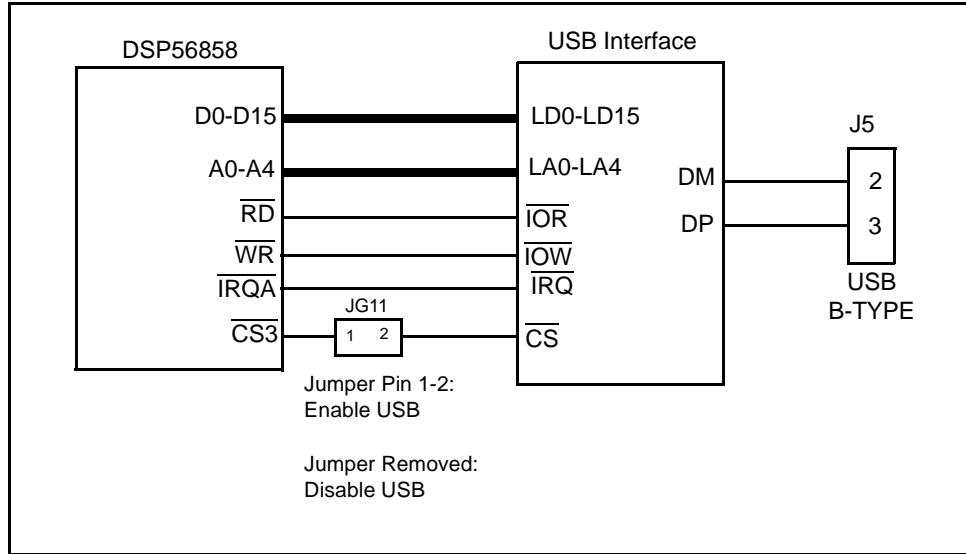 DSP56858
USB Interface
D0-D15
LD0-LD15
J5
A0-A4
LA0-LA4
DM
2
RD
IOR
DP
3
WR
IOW
IRQA
IRQ
USB
B-TYPE
JG11
CS3
1 2
CS
Jumper Pin 1-2:
Enable USB
Jumper Removed:
Disable USB